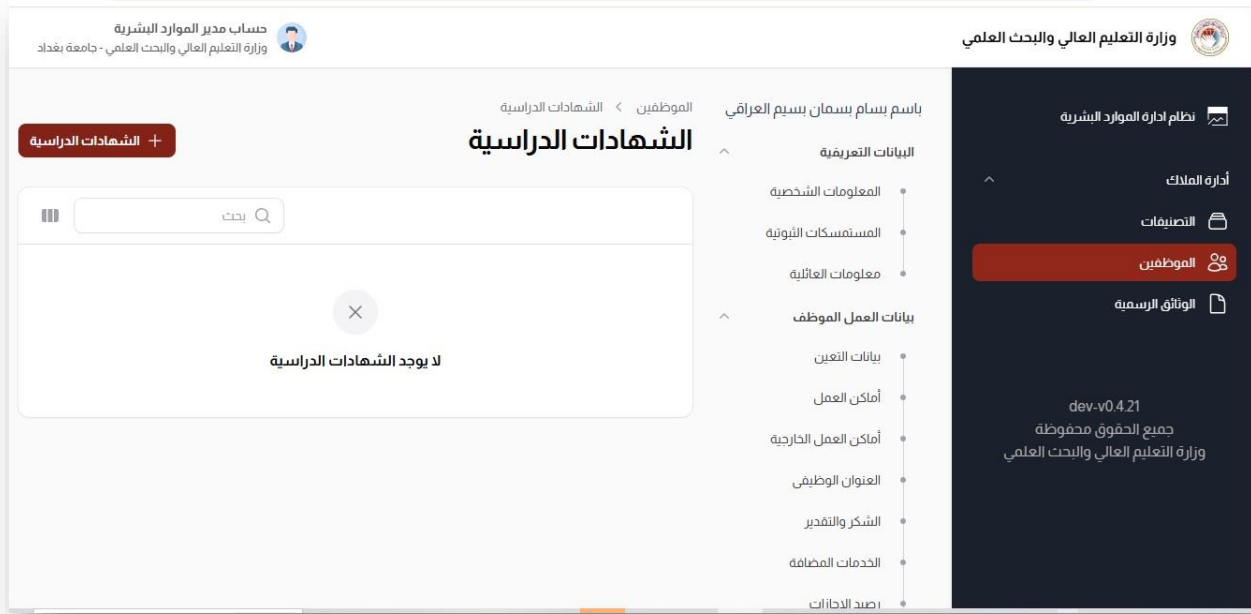 وزارة التعليم العالي والبحث العلمي
حساب مدير الموارد البشرية
وزارة التعليم العالي والبحث العلمي - جامعة بغداد
نظام ادارة الموارد البشرية
أدارة الملاك
التصنيفات
الموظفين
الوثائق الرسمية
dev-v0.4.21
جميع الحقوق محفوظة
وزارة التعليم العالي والبحث العلمي
باسم بسام بسمان بسيم العراقي
البيانات التعريفية
المعلومات الشخصية
المستمسكات الثبوتية
معلومات العائلية
بيانات العمل الموظف
بيانات التعين
أماكن العمل
أماكن العمل الخارجية
العنوان الوظيفي
الشكر والتقدير
الخدمات المضافة
رصيد الاجازات
الموظفين > الشهادات الدراسية
الشهادات الدراسية
+ الشهادات الدراسية
بحث
لا يوجد الشهادات الدراسية